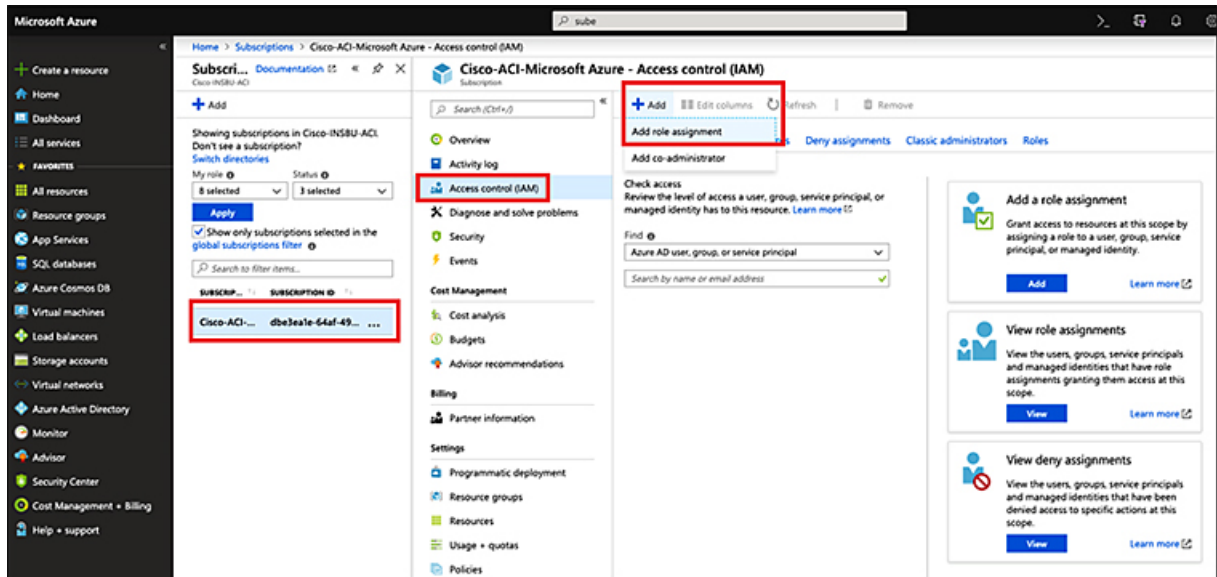 Microsoft Azure
sube
Home > Subscriptions > Cisco-ACI-Microsoft Azure - Access control (IAM)
Create a resource
Home
Dashboard
All services
FAVORITES
All resources
Resource groups
App Services
SQL databases
Azure Cosmos DB
Virtual machines
Load balancers
Storage accounts
Virtual networks
Azure Active Directory
Monitor
Advisor
Security Center
Cost Management + Billing
Help + support
Subscri... Documentation
Cisco INSBU-ACI
Add
Showing subscriptions in Cisco-INSBU-ACI.
Don't see a subscription?
Switch directories
My role Status
8 selected 3 selected
Apply
Show only subscriptions selected in the
global subscriptions filter
Search to filter items...
SUBSCRIP... SUBSCRIPTION ID
Cisco-ACI-... dbe3ea1e-64af-49... ...
Cisco-ACI-Microsoft Azure - Access control (IAM)
Subscription
Search (Ctrl+/)
Overview
Activity log
Access control (IAM)
Diagnose and solve problems
Security
Events
Cost Management
Cost analysis
Budgets
Advisor recommendations
Billing
Partner information
Settings
Programmatic deployment
Resource groups
Resources
Usage + quotas
Policies
Add Edit columns Refresh Remove
Add role assignment
Add co-administrator
Deny assignments Classic administrators Roles
Check access
Review the level of access a user, group, service principal, or
managed identity has to this resource. Learn more
Find
Azure AD user, group, or service principal
Search by name or email address
Add a role assignment
Grant access to resources at this scope by
assigning a role to a user, group, service
principal, or managed identity.
Add Learn more
View role assignments
View the users, groups, service principals
and managed identities that have role
assignments granting them access at this
scope.
View Learn more
View deny assignments
View the users, groups, service principals
and managed identities that have been
denied access to specific actions at this
scope.
View Learn more